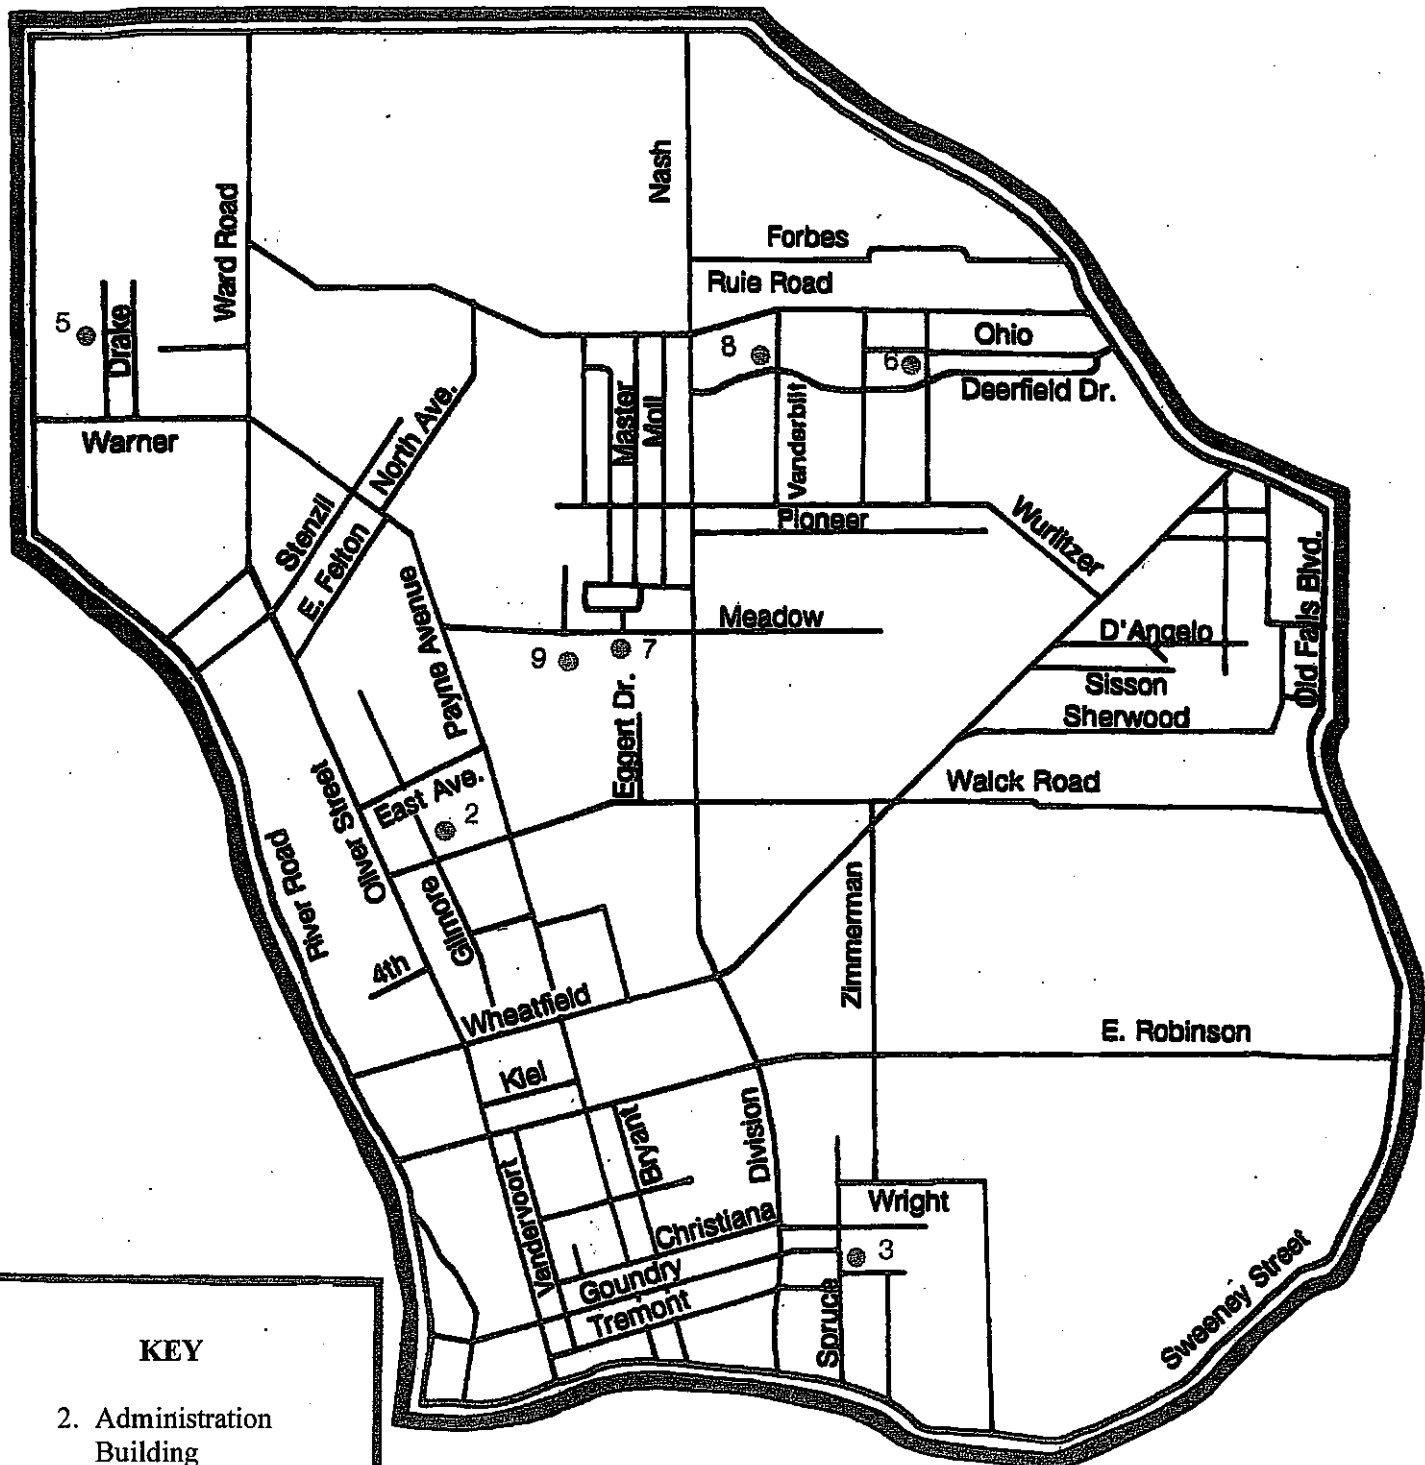 Nash
Ward Road
Forbes
Ruie Road
5
Drake
8
Ohio
6
Deerfield Dr.
Warner
North Ave.
Master
Moll
Vanderbilt
Stenzil
E. Felton
Pioneer
Wurlitzer
Payne Avenue
Meadow
D'Angelo
Old Falls Blvd.
9
7
Sisson
Sherwood
Eggert Dr.
Walck Road
East Ave.
2
Oliver Street
River Road
Gilmore
4th
Zimmerman
Wheatfield
E. Robinson
Kiel
Bryant
Division
Vandervoort
Christiana
Wright
3
Goundry
Tremont
Spruce
Sweeney Street
KEY
2. Administration
Building